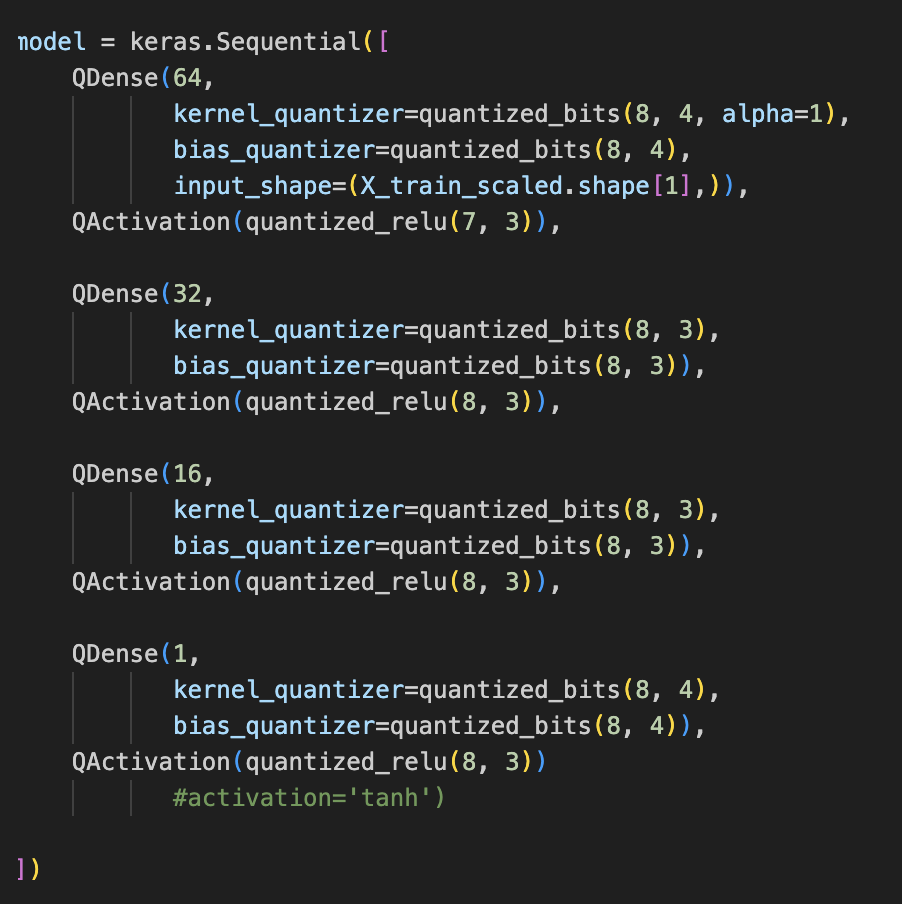 model = keras.Sequential([
    QDense(64,
           kernel_quantizer=quantized_bits(8, 4, alpha=1),
           bias_quantizer=quantized_bits(8, 4),
           input_shape=(X_train_scaled.shape[1],)),
    QActivation(quantized_relu(7, 3)),

    QDense(32,
           kernel_quantizer=quantized_bits(8, 3),
           bias_quantizer=quantized_bits(8, 3)),
    QActivation(quantized_relu(8, 3)),

    QDense(16,
           kernel_quantizer=quantized_bits(8, 3),
           bias_quantizer=quantized_bits(8, 3)),
    QActivation(quantized_relu(8, 3)),

    QDense(1,
           kernel_quantizer=quantized_bits(8, 4),
           bias_quantizer=quantized_bits(8, 4)),
    QActivation(quantized_relu(8, 3))
           #activation='tanh')

])